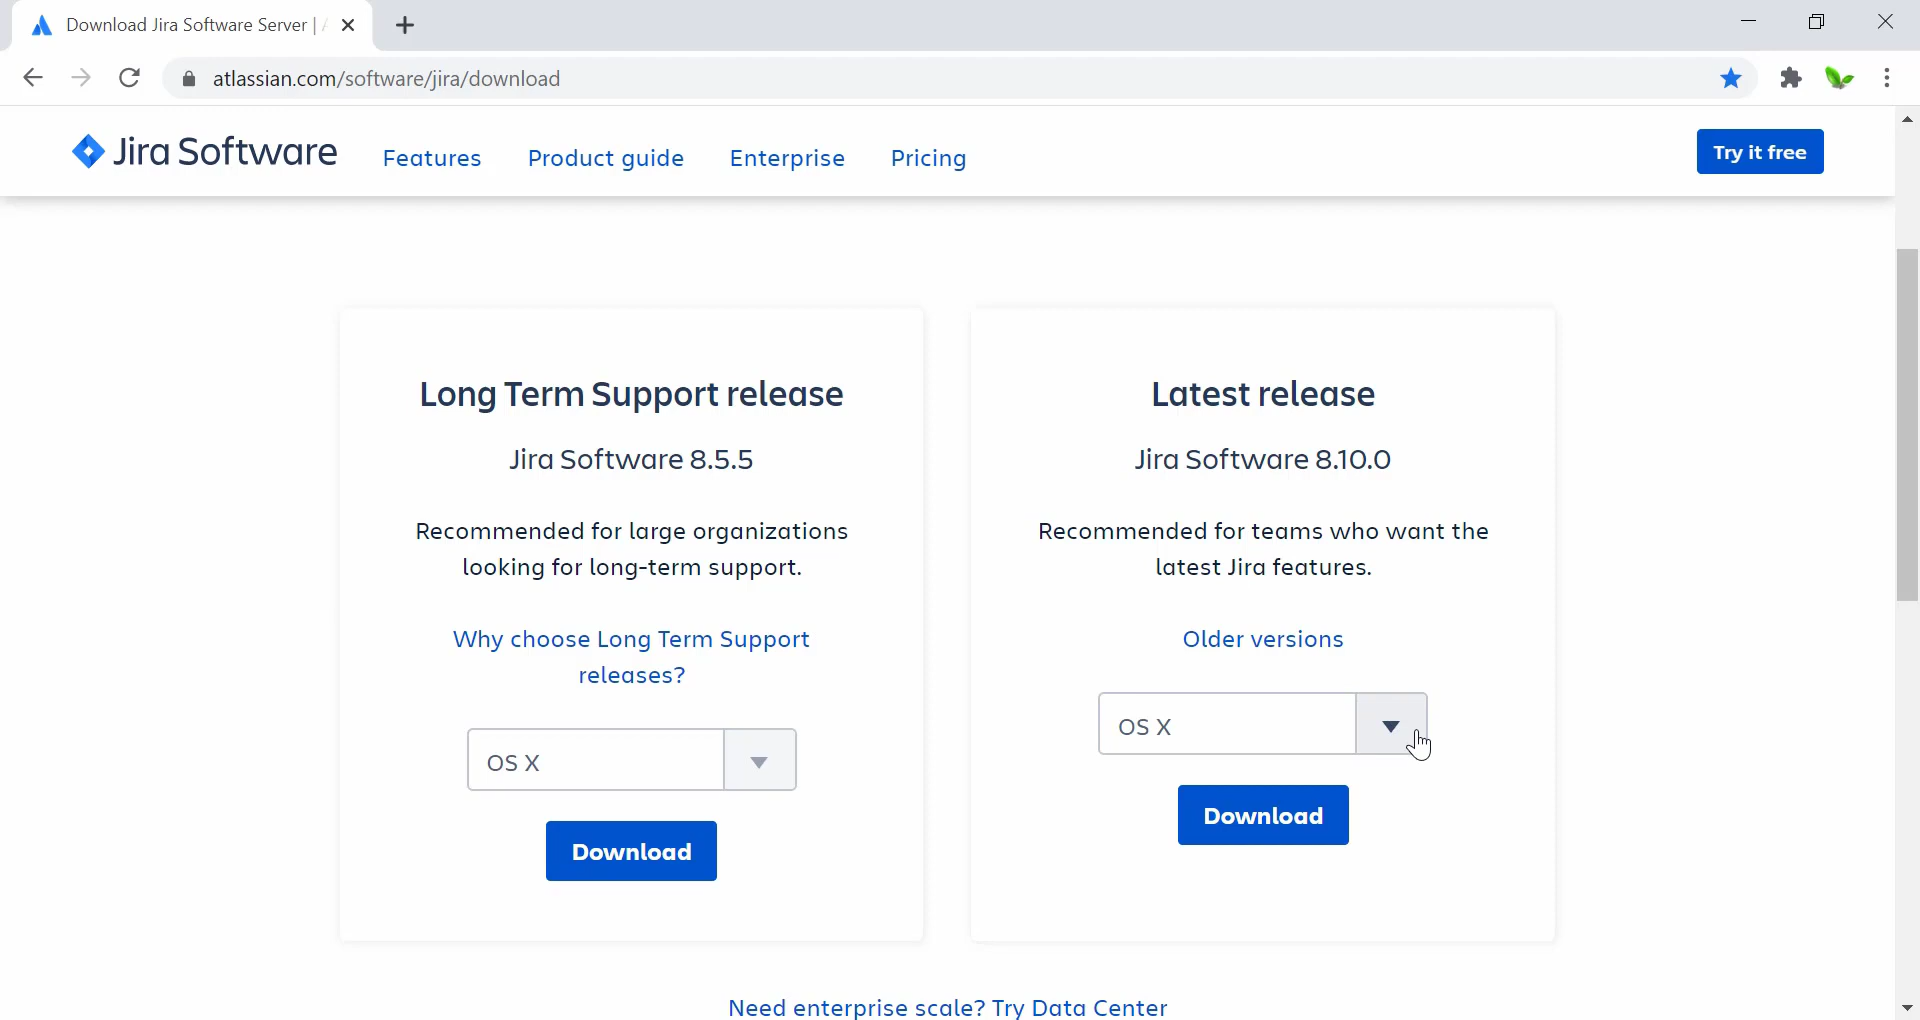 Download Jira Software Server |
atlassian.com/software/jira/download
Jira Software
Features
Product guide
Enterprise
Pricing
Try it free
Long Term Support release
Jira Software 8.5.5
Recommended for large organizations
looking for long-term support.
Why choose Long Term Support
releases?
OS X
Download
Latest release
Jira Software 8.10.0
Recommended for teams who want the
latest Jira features.
Older versions
OS X
Download
Need enterprise scale? Try Data Center